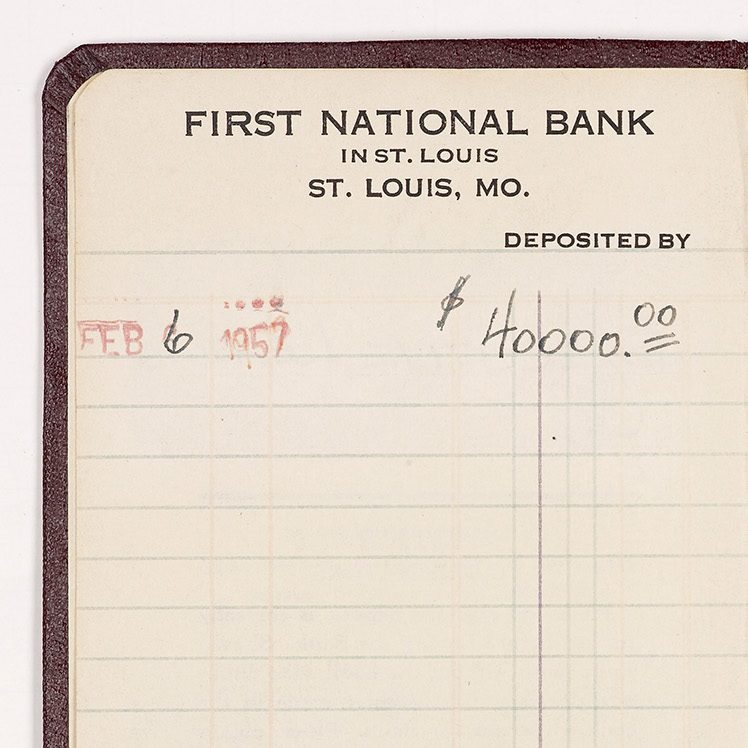 FIRST NATIONAL BANK
IN ST. LOUIS
ST. LOUIS, MO.
DEPOSITED BY
FEB 6 1957 $ 40000.00